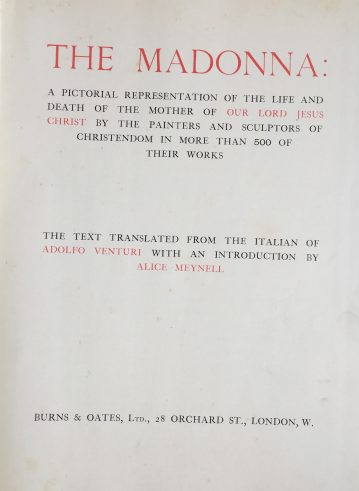 THE MADONNA:
A PICTORIAL REPRESENTATION OF THE LIFE AND
DEATH OF THE MOTHER OF OUR LORD JESUS
CHRIST BY THE PAINTERS AND SCULPTORS OF
CHRISTENDOM IN MORE THAN 500 OF
THEIR WORKS
THE TEXT TRANSLATED FROM THE ITALIAN OF
ADOLFO VENTURI WITH AN INTRODUCTION BY
ALICE MEYNELL
BURNS & OATES, LTD., 28 ORCHARD ST., LONDON, W.